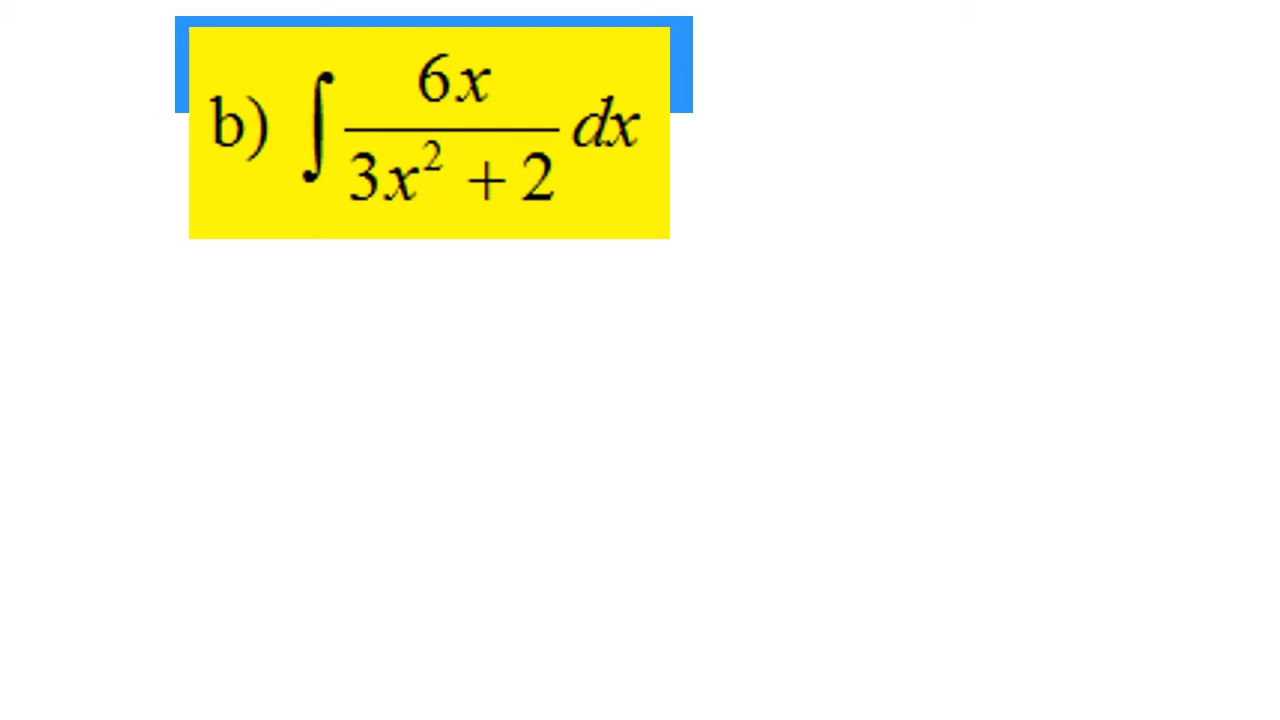 b) ∫ 6x / (3x² + 2) dx